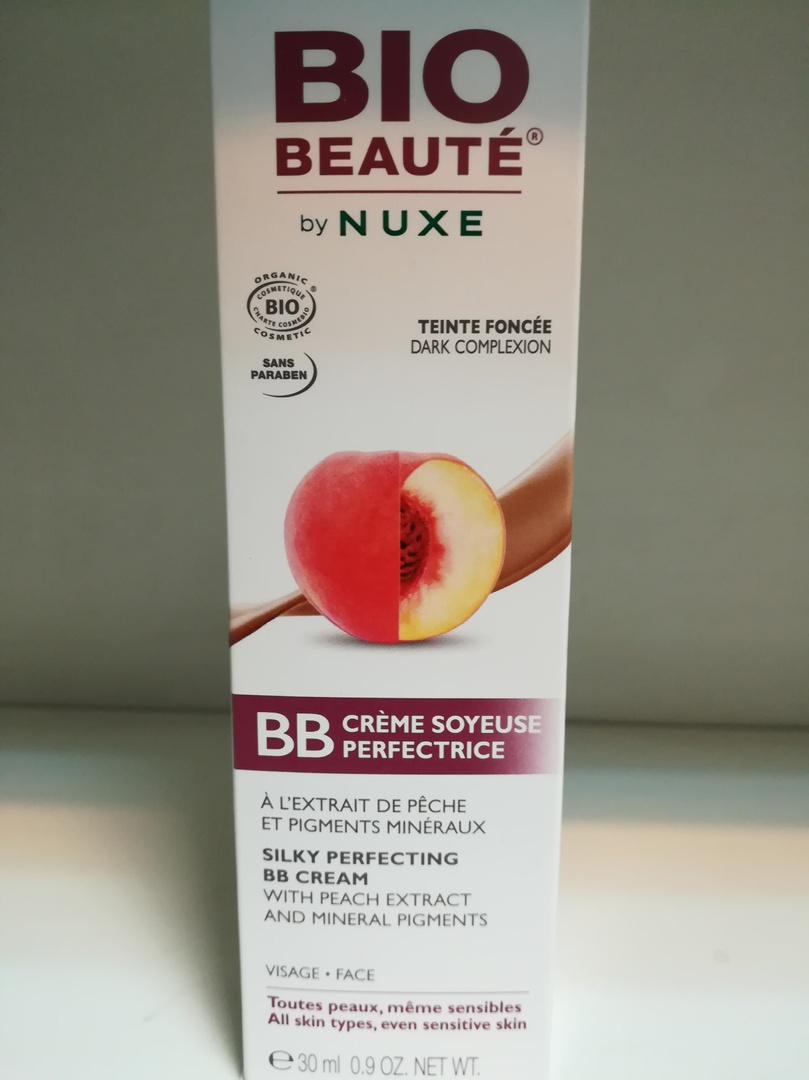 BIO
BEAUTÉ®
by NUXE
ORGANIC
COSMETIQUE ®
BIO
CHARTE COSMEBIO
COSMETIC
TEINTE FONCÉE
DARK COMPLEXION
SANS
PARABEN
BB CRÈME SOYEUSE
PERFECTRICE
À L'EXTRAIT DE PÊCHE
ET PIGMENTS MINÉRAUX
SILKY PERFECTING
BB CREAM
WITH PEACH EXTRACT
AND MINERAL PIGMENTS
VISAGE • FACE
Toutes peaux, même sensibles
All skin types, even sensitive skin
℮ 30 ml 0.9 OZ. NET WT.